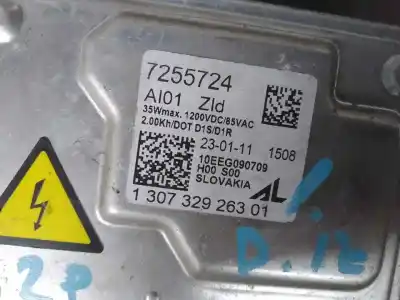 7255724
AI01 Zld
35Wmax. 1200VDC/85VAC
2.00Kh/DOT D1S/D1R
23-01-11 1508
10EEG090709
H00 S00
SLOVAKIA
AL
1 307 329 263 01
2P
D.